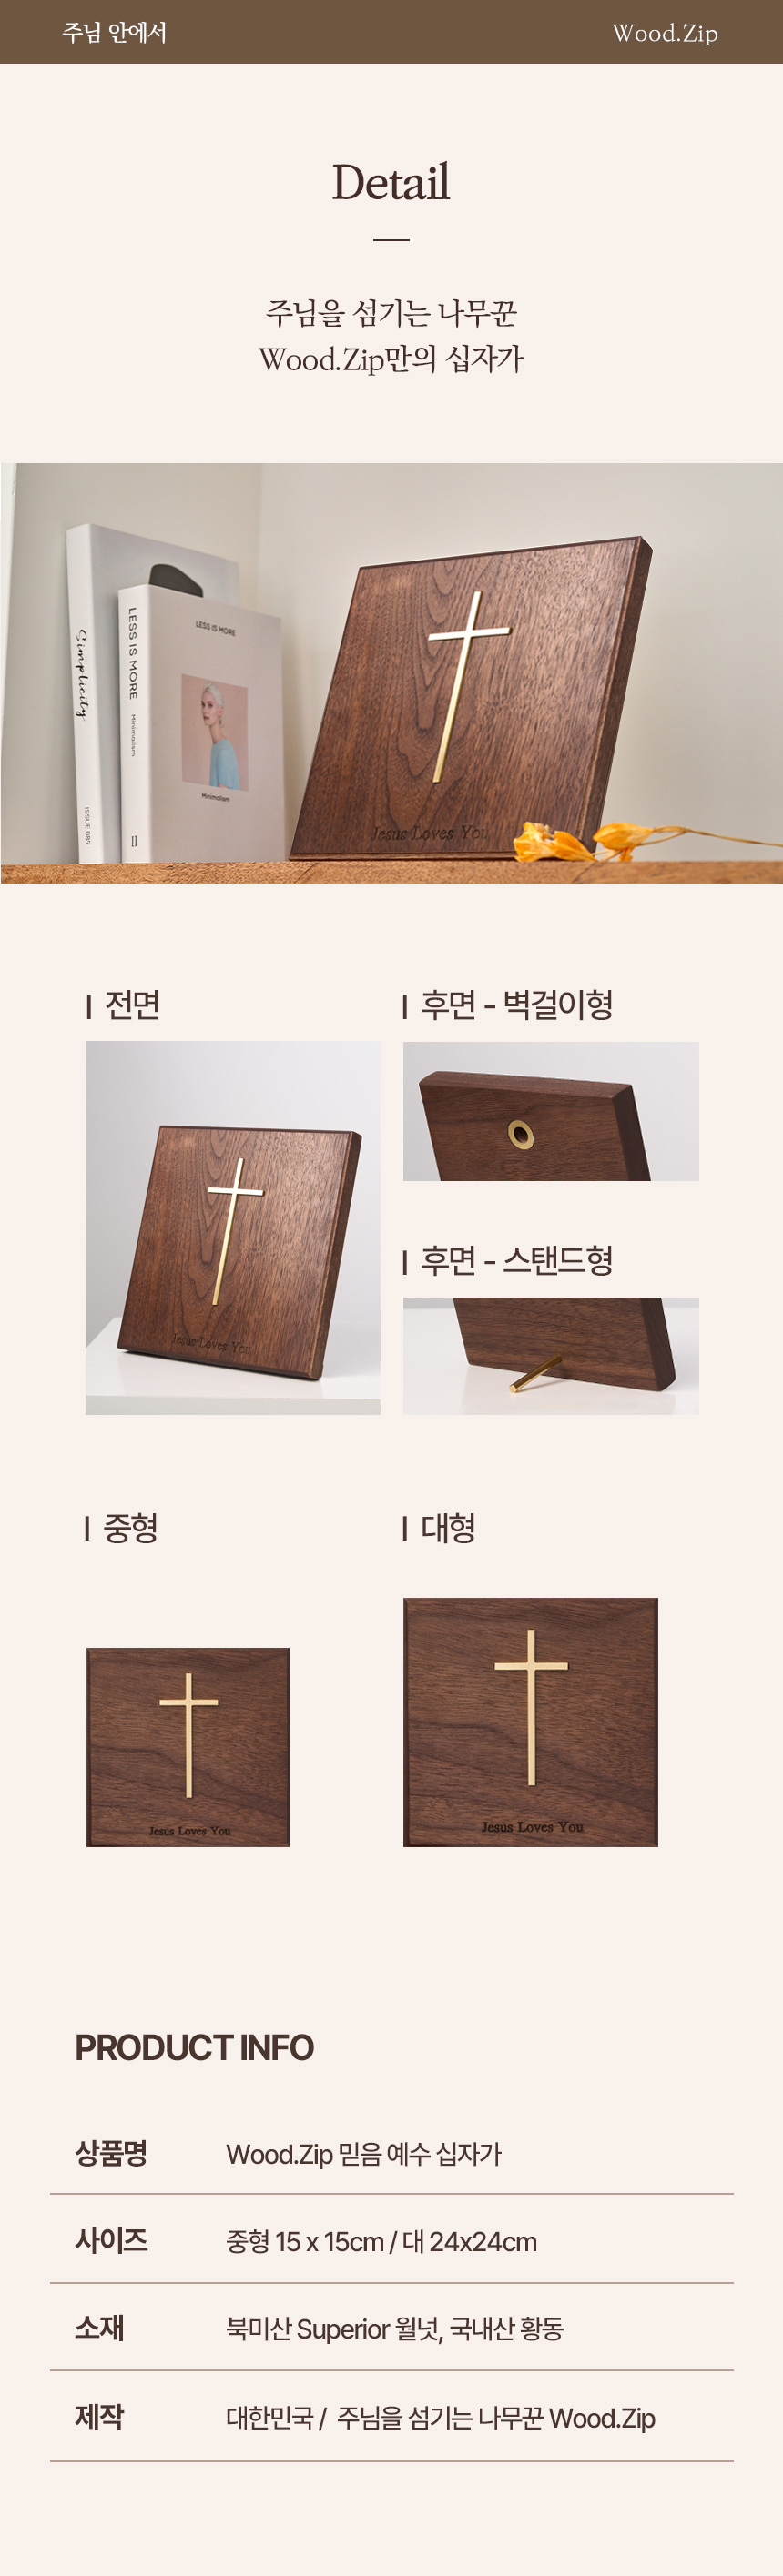 주님 안에서
Wood.Zip
Detail
주님을 섬기는 나무꾼
Wood.Zip만의 십자가
Simplicity
ISSUE 089
LESS IS MORE
Minimalism
II
LESS IS MORE
Minimalism
Jesus Loves You
전면
후면 - 벽걸이형
Jesus Loves You
후면 - 스탠드형
중형
대형
Jesus Loves You
Jesus Loves You
PRODUCT INFO
상품명 Wood.Zip 믿음 예수 십자가
사이즈 중형 15 x 15cm / 대 24x24cm
소재 북미산 Superior 월넛, 국내산 황동
제작 대한민국 / 주님을 섬기는 나무꾼 Wood.Zip